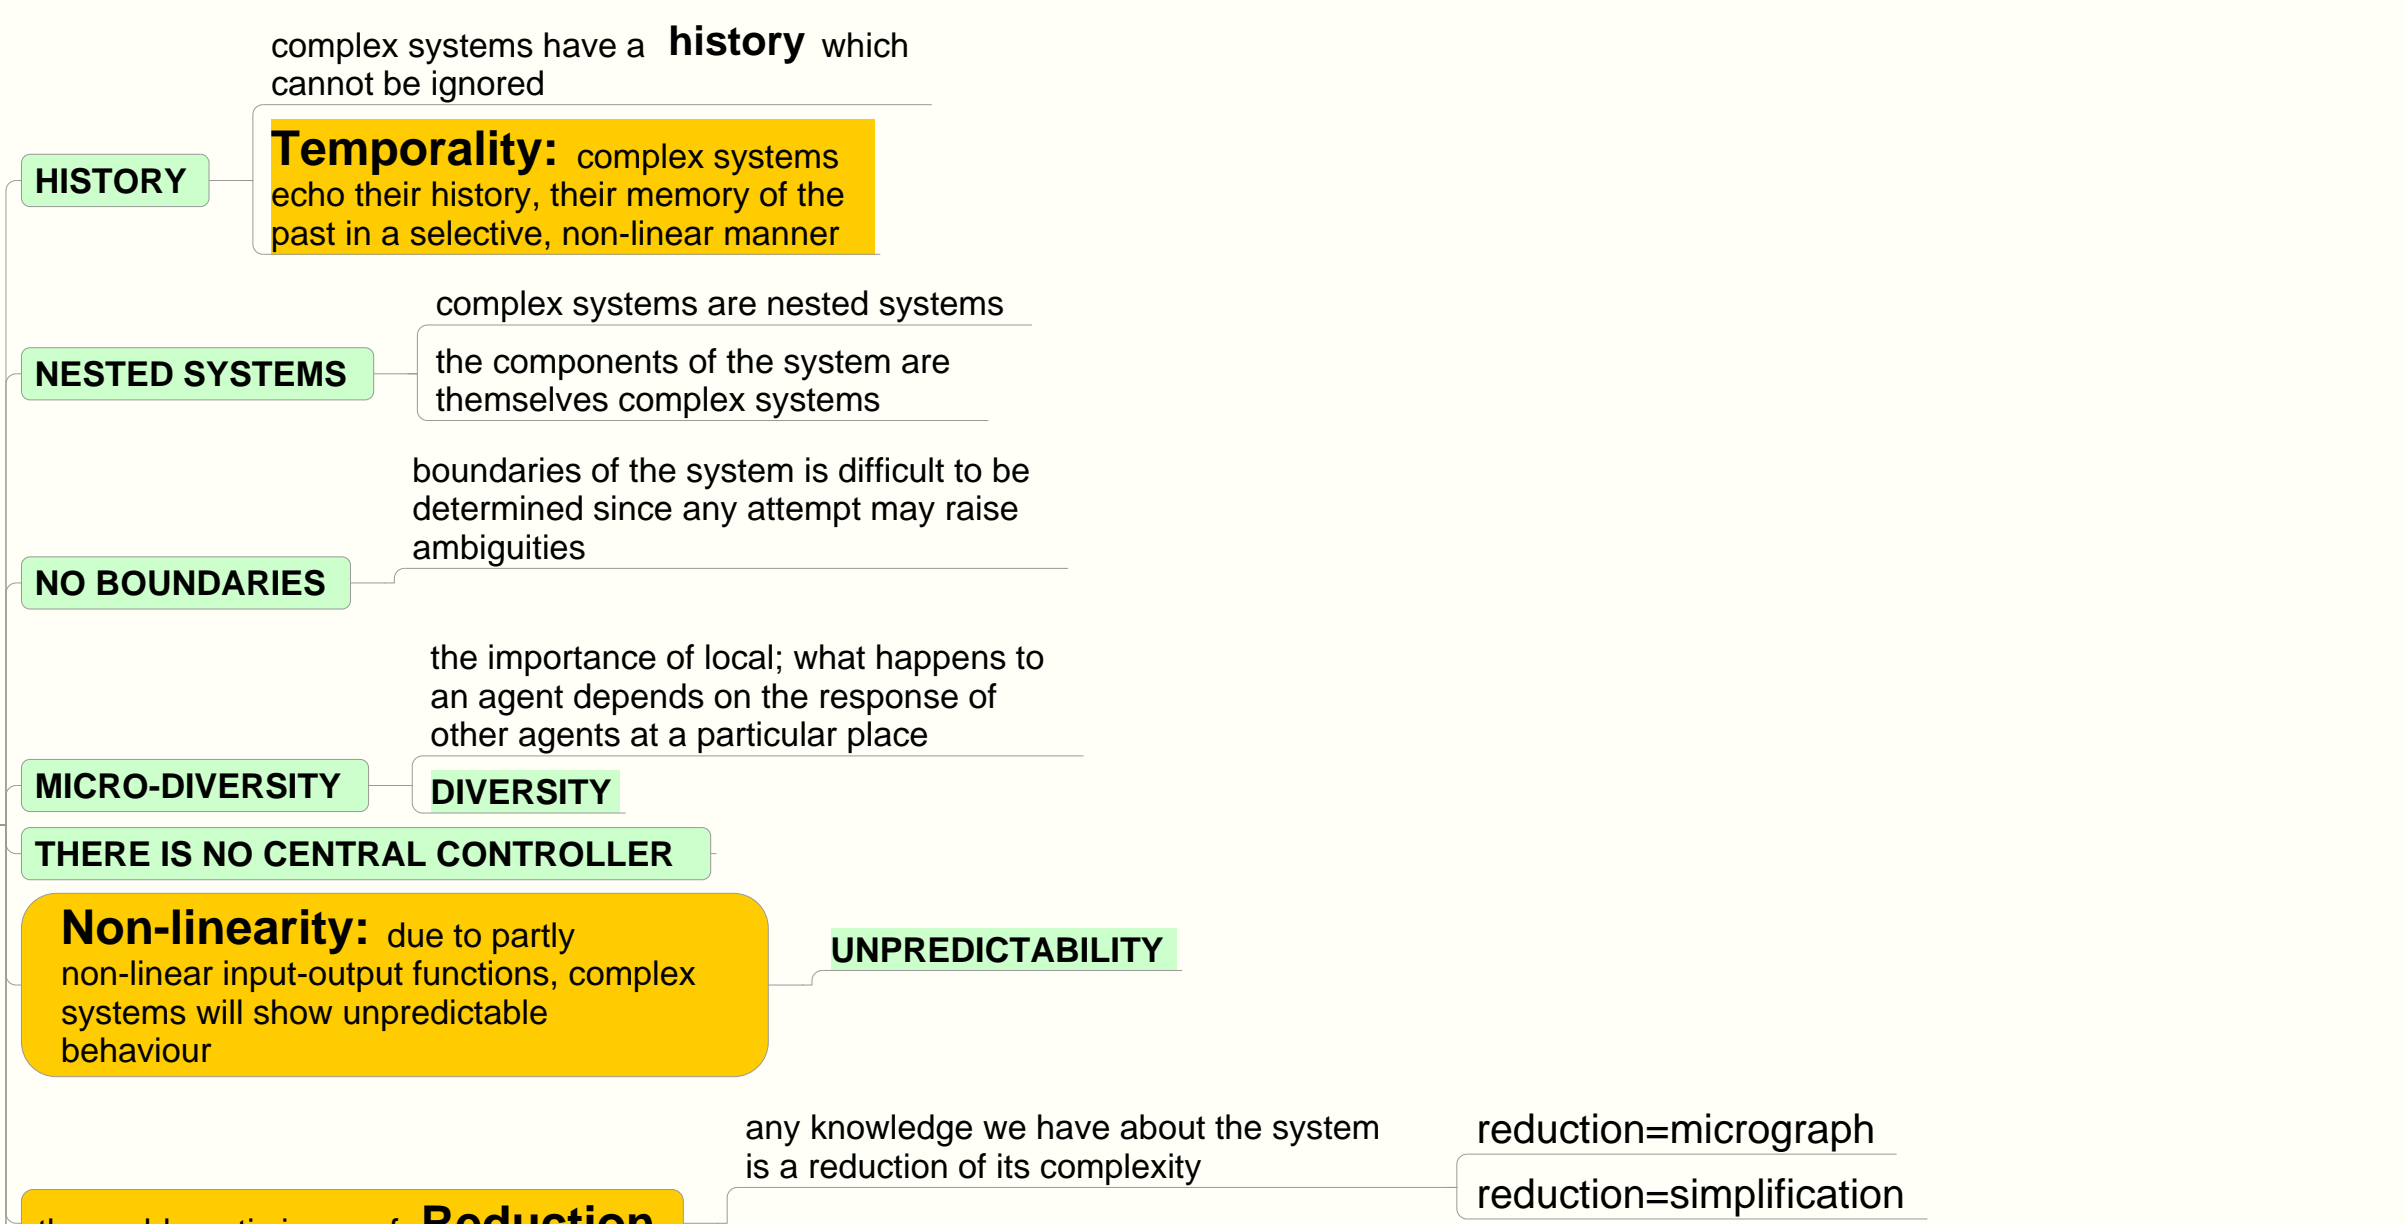 complex systems have a history which
cannot be ignored
HISTORY
Temporality: complex systems
echo their history, their memory of the
past in a selective, non-linear manner
NESTED SYSTEMS
complex systems are nested systems
the components of the system are
themselves complex systems
NO BOUNDARIES
boundaries of the system is difficult to be
determined since any attempt may raise
ambiguities
MICRO-DIVERSITY
the importance of local; what happens to
an agent depends on the response of
other agents at a particular place
DIVERSITY
THERE IS NO CENTRAL CONTROLLER
Non-linearity: due to partly
non-linear input-output functions, complex
systems will show unpredictable
behaviour
UNPREDICTABILITY
Reduction
any knowledge we have about the system
is a reduction of its complexity
reduction=micrograph
reduction=simplification